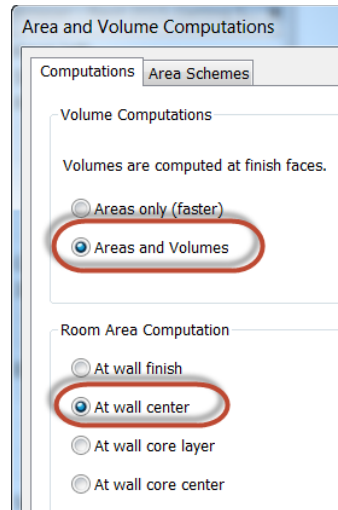 Area and Volume Computations
Computations Area Schemes
Volume Computations
Volumes are computed at finish faces.
Areas only (faster)
Areas and Volumes
Room Area Computation
At wall finish
At wall center
At wall core layer
At wall core center